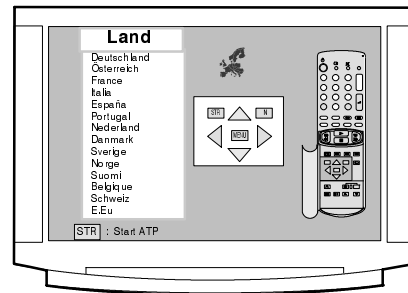 Land
Deutschland
Österreich
France
Italia
España
Portugal
Nederland
Danmark
Sverige
Norge
Suomi
Belgique
Schweiz
E.Eu
STR N
MENU
STR : Start ATP